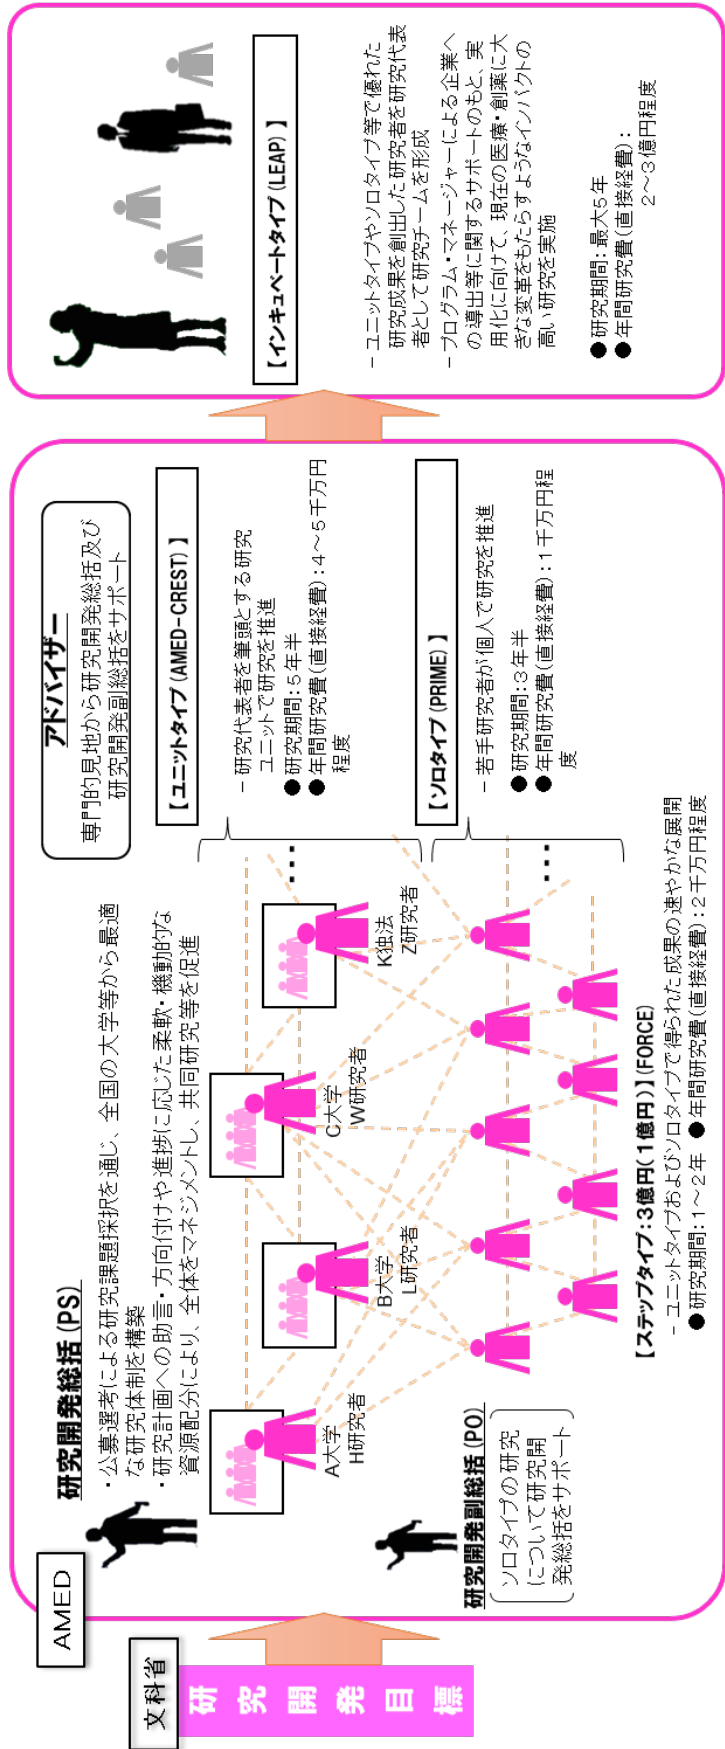 文科省
研究開発目標
AMED
研究開発総括(PS)
・公募選考による研究課題採択を通じ、全国の大学等から最適
な研究体制を構築
・研究計画への助言・方向付けや進捗に応じた柔軟・機動的な
資源配分により、全体をマネジメントし、共同研究等を促進
アドバイザー
専門的見地から研究開発総括及び
研究開発副総括をサポート
A大学
H研究者
B大学
L研究者
C大学
W研究者
K独法
Z研究者
・・・
【ユニットタイプ(AMED-CREST)】
− 研究代表者を筆頭とする研究
ユニットで研究を推進
● 研究期間:5年半
● 年間研究費(直接経費):4～5千万円
程度
研究開発副総括(PO)
ソロタイプの研究
について研究開
発総括をサポート
・・・
【ソロタイプ(PRIME)】
− 若手研究者が個人で研究を推進
● 研究期間:3年半
● 年間研究費(直接経費):1千万円程
度
【ステップタイプ:3億円(1億円)】(FORCE)
− ユニットタイプおよびソロタイプで得られた成果の速やかな展開
● 研究期間:1～2年 ● 年間研究費(直接経費):2千万円程度
【インキュベートタイプ(LEAP)】
− ユニットタイプやソロタイプ等で優れた
研究成果を創出した研究者を研究代表
者として研究チームを形成
− プログラム・マネージャーによる企業へ
の導出等に関するサポートのもと、実
用化に向けて、現在の医療・創薬に大
きな変革をもたらすようなインパクトの
高い研究を実施
● 研究期間:最大5年
● 年間研究費(直接経費):
2～3億円程度